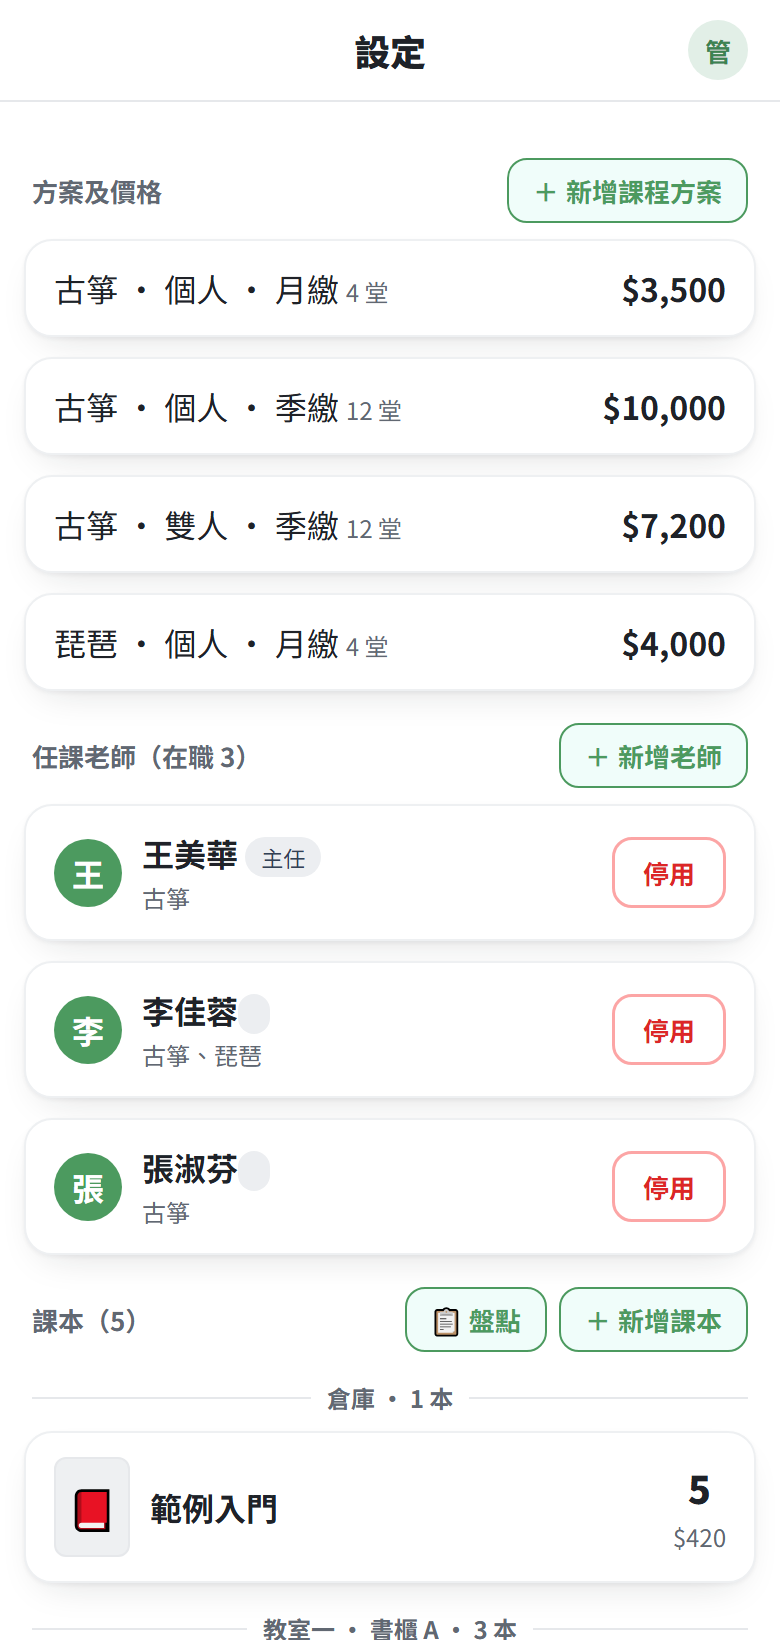 設定
管
方案及價格
＋ 新增課程方案
古箏 ・ 個人 ・ 月繳 4 堂
$3,500
古箏 ・ 個人 ・ 季繳 12 堂
$10,000
古箏 ・ 雙人 ・ 季繳 12 堂
$7,200
琵琶 ・ 個人 ・ 月繳 4 堂
$4,000
任課老師（在職 3）
＋ 新增老師
王
王美華 主任
古箏
停用
李
李佳蓉
古箏、琵琶
停用
張
張淑芬
古箏
停用
課本（5）
📋 盤點
＋ 新增課本
倉庫 ・ 1 本
範例入門
5
$420
教室一 ・ 書櫃 A ・ 3 本